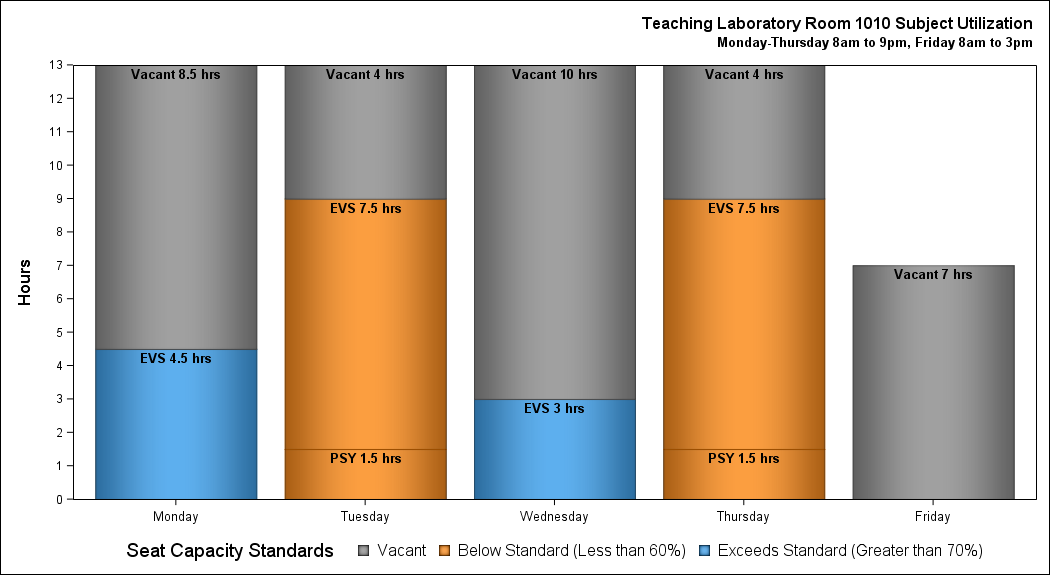 Teaching Laboratory Room 1010 Subject Utilization
Monday-Thursday 8am to 9pm, Friday 8am to 3pm
Hours
13
12
11
10
9
8
7
6
5
4
3
2
1
0
Vacant 8.5 hrs
EVS 4.5 hrs
Vacant 4 hrs
EVS 7.5 hrs
PSY 1.5 hrs
Vacant 10 hrs
EVS 3 hrs
Vacant 4 hrs
EVS 7.5 hrs
PSY 1.5 hrs
Vacant 7 hrs
Monday Tuesday Wednesday Thursday Friday
Seat Capacity Standards Vacant Below Standard (Less than 60%) Exceeds Standard (Greater than 70%)